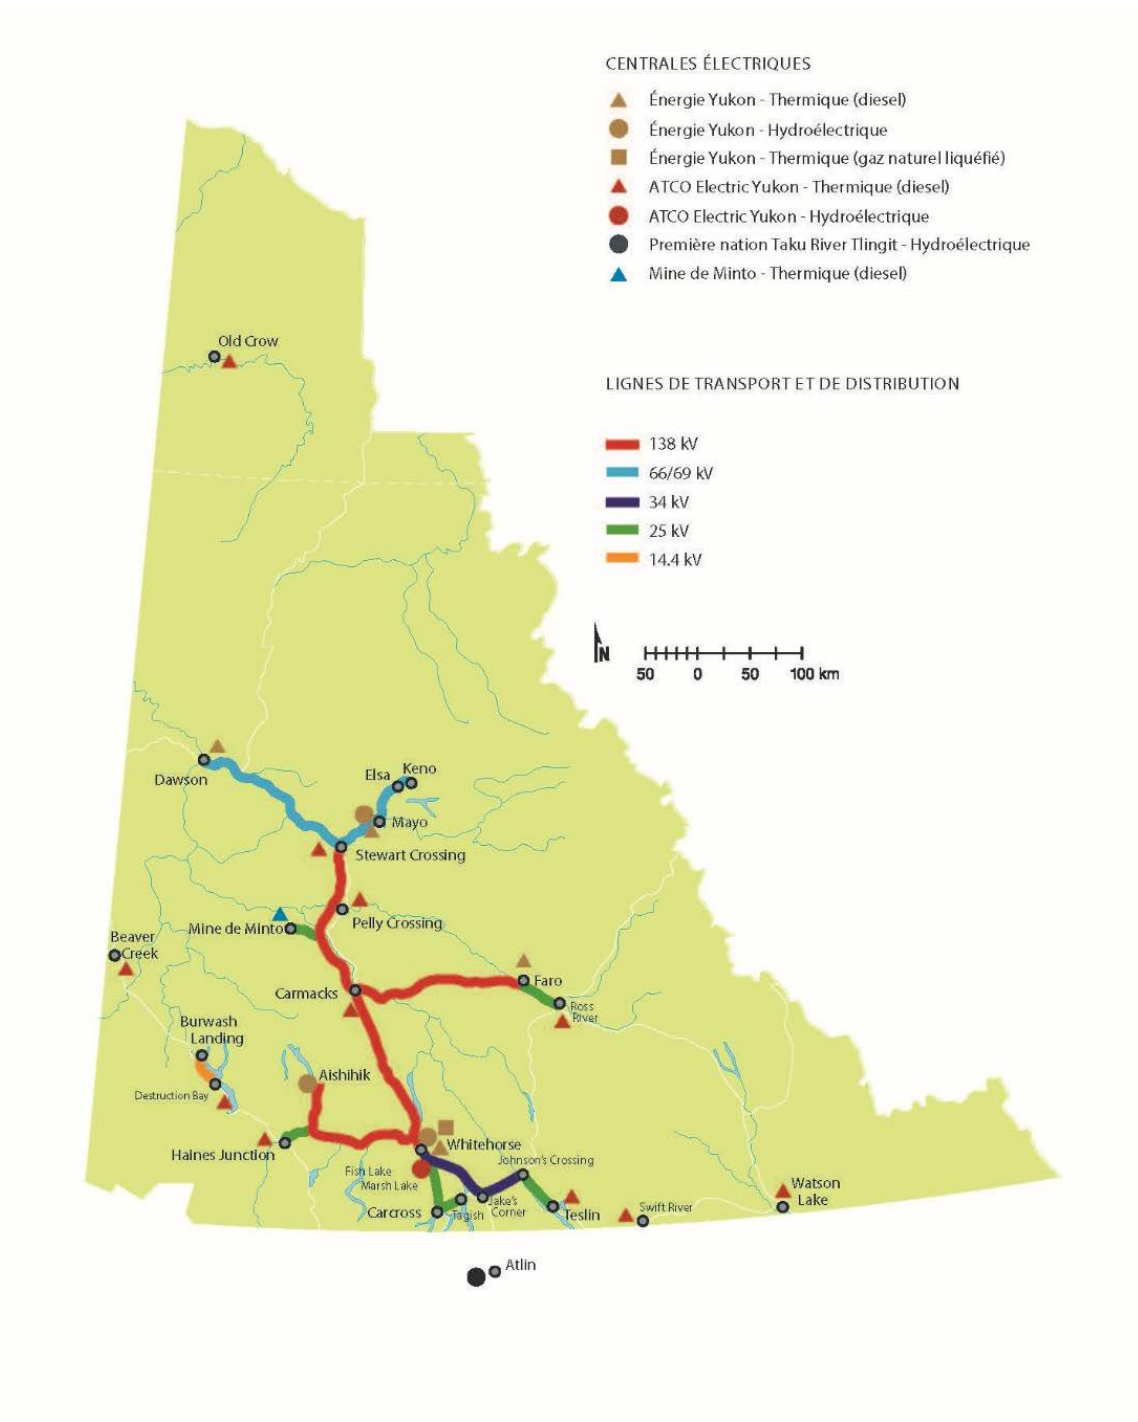 CENTRALES ÉLECTRIQUES
Énergie Yukon - Thermique (diesel)
Énergie Yukon - Hydroélectrique
Énergie Yukon - Thermique (gaz naturel liquéfié)
ATCO Electric Yukon - Thermique (diesel)
ATCO Electric Yukon - Hydroélectrique
Première nation Taku River Tlingit - Hydroélectrique
Mine de Minto - Thermique (diesel)
Old Crow
LIGNES DE TRANSPORT ET DE DISTRIBUTION
138 kV
66/69 kV
34 kV
25 kV
14.4 kV
N
50 0 50 100 km
Dawson
Elsa
Keno
Mayo
Stewart Crossing
Pelly Crossing
Mine de Minto
Beaver
Creek
Faro
Carmacks
Ross
River
Burwash
Landing
Aishihik
Destruction Bay
Haines Junction
Whitehorse
Johnson's Crossing
Fish Lake
Marsh Lake
Jake's
Corner
Carcross
Tagish
Teslin
Swift River
Watson
Lake
Atlin